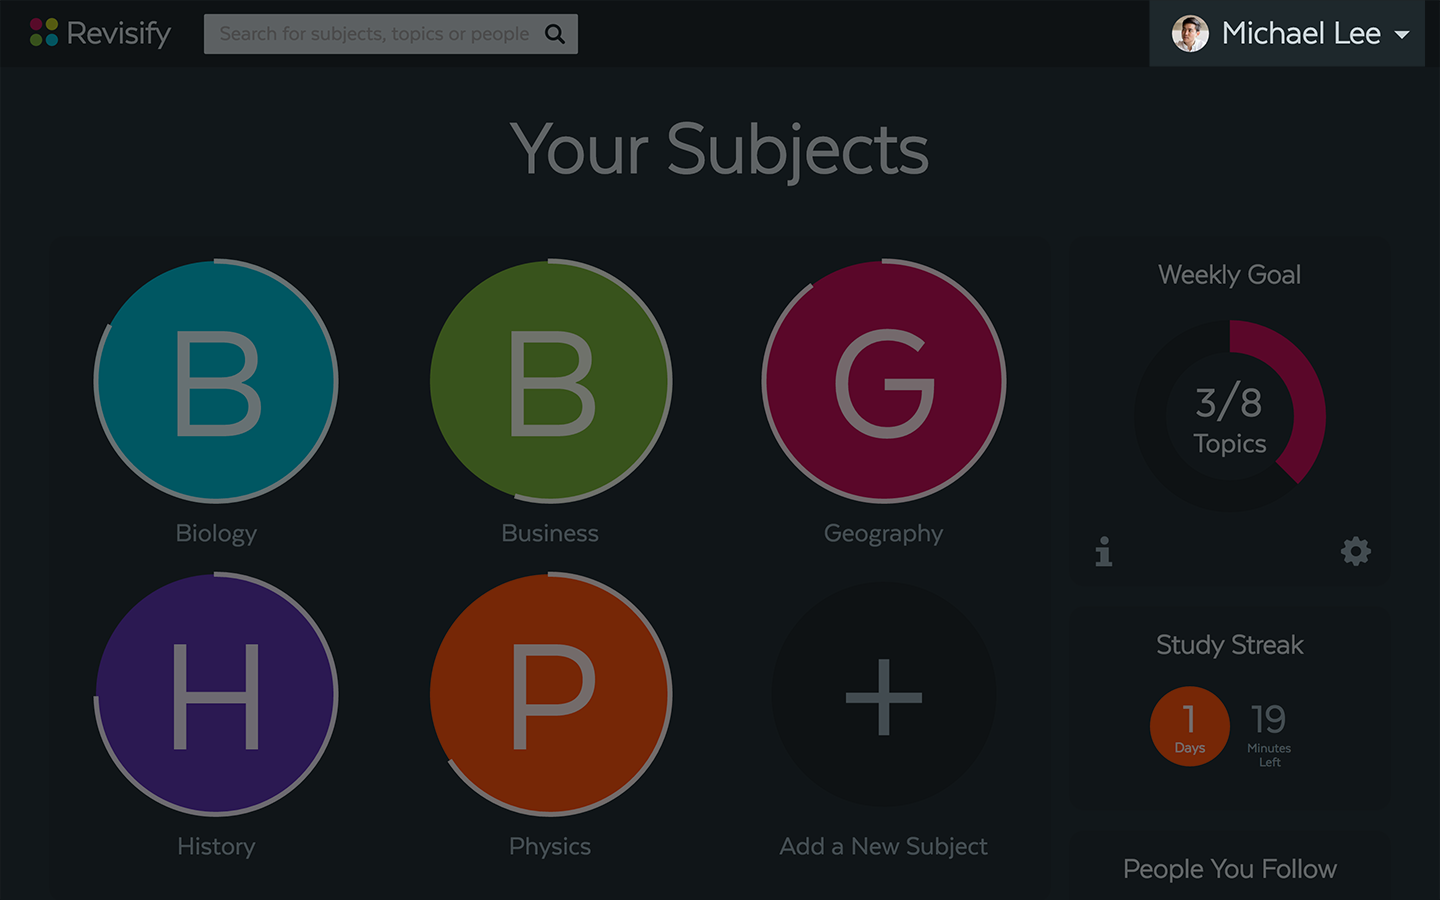 Revisify
Search for subjects, topics or people
Michael Lee
Your Subjects
B
Biology
B
Business
G
Geography
H
History
P
Physics
Add a New Subject
Weekly Goal
3/8
Topics
Study Streak
1
Days
19
Minutes
Left
People You Follow